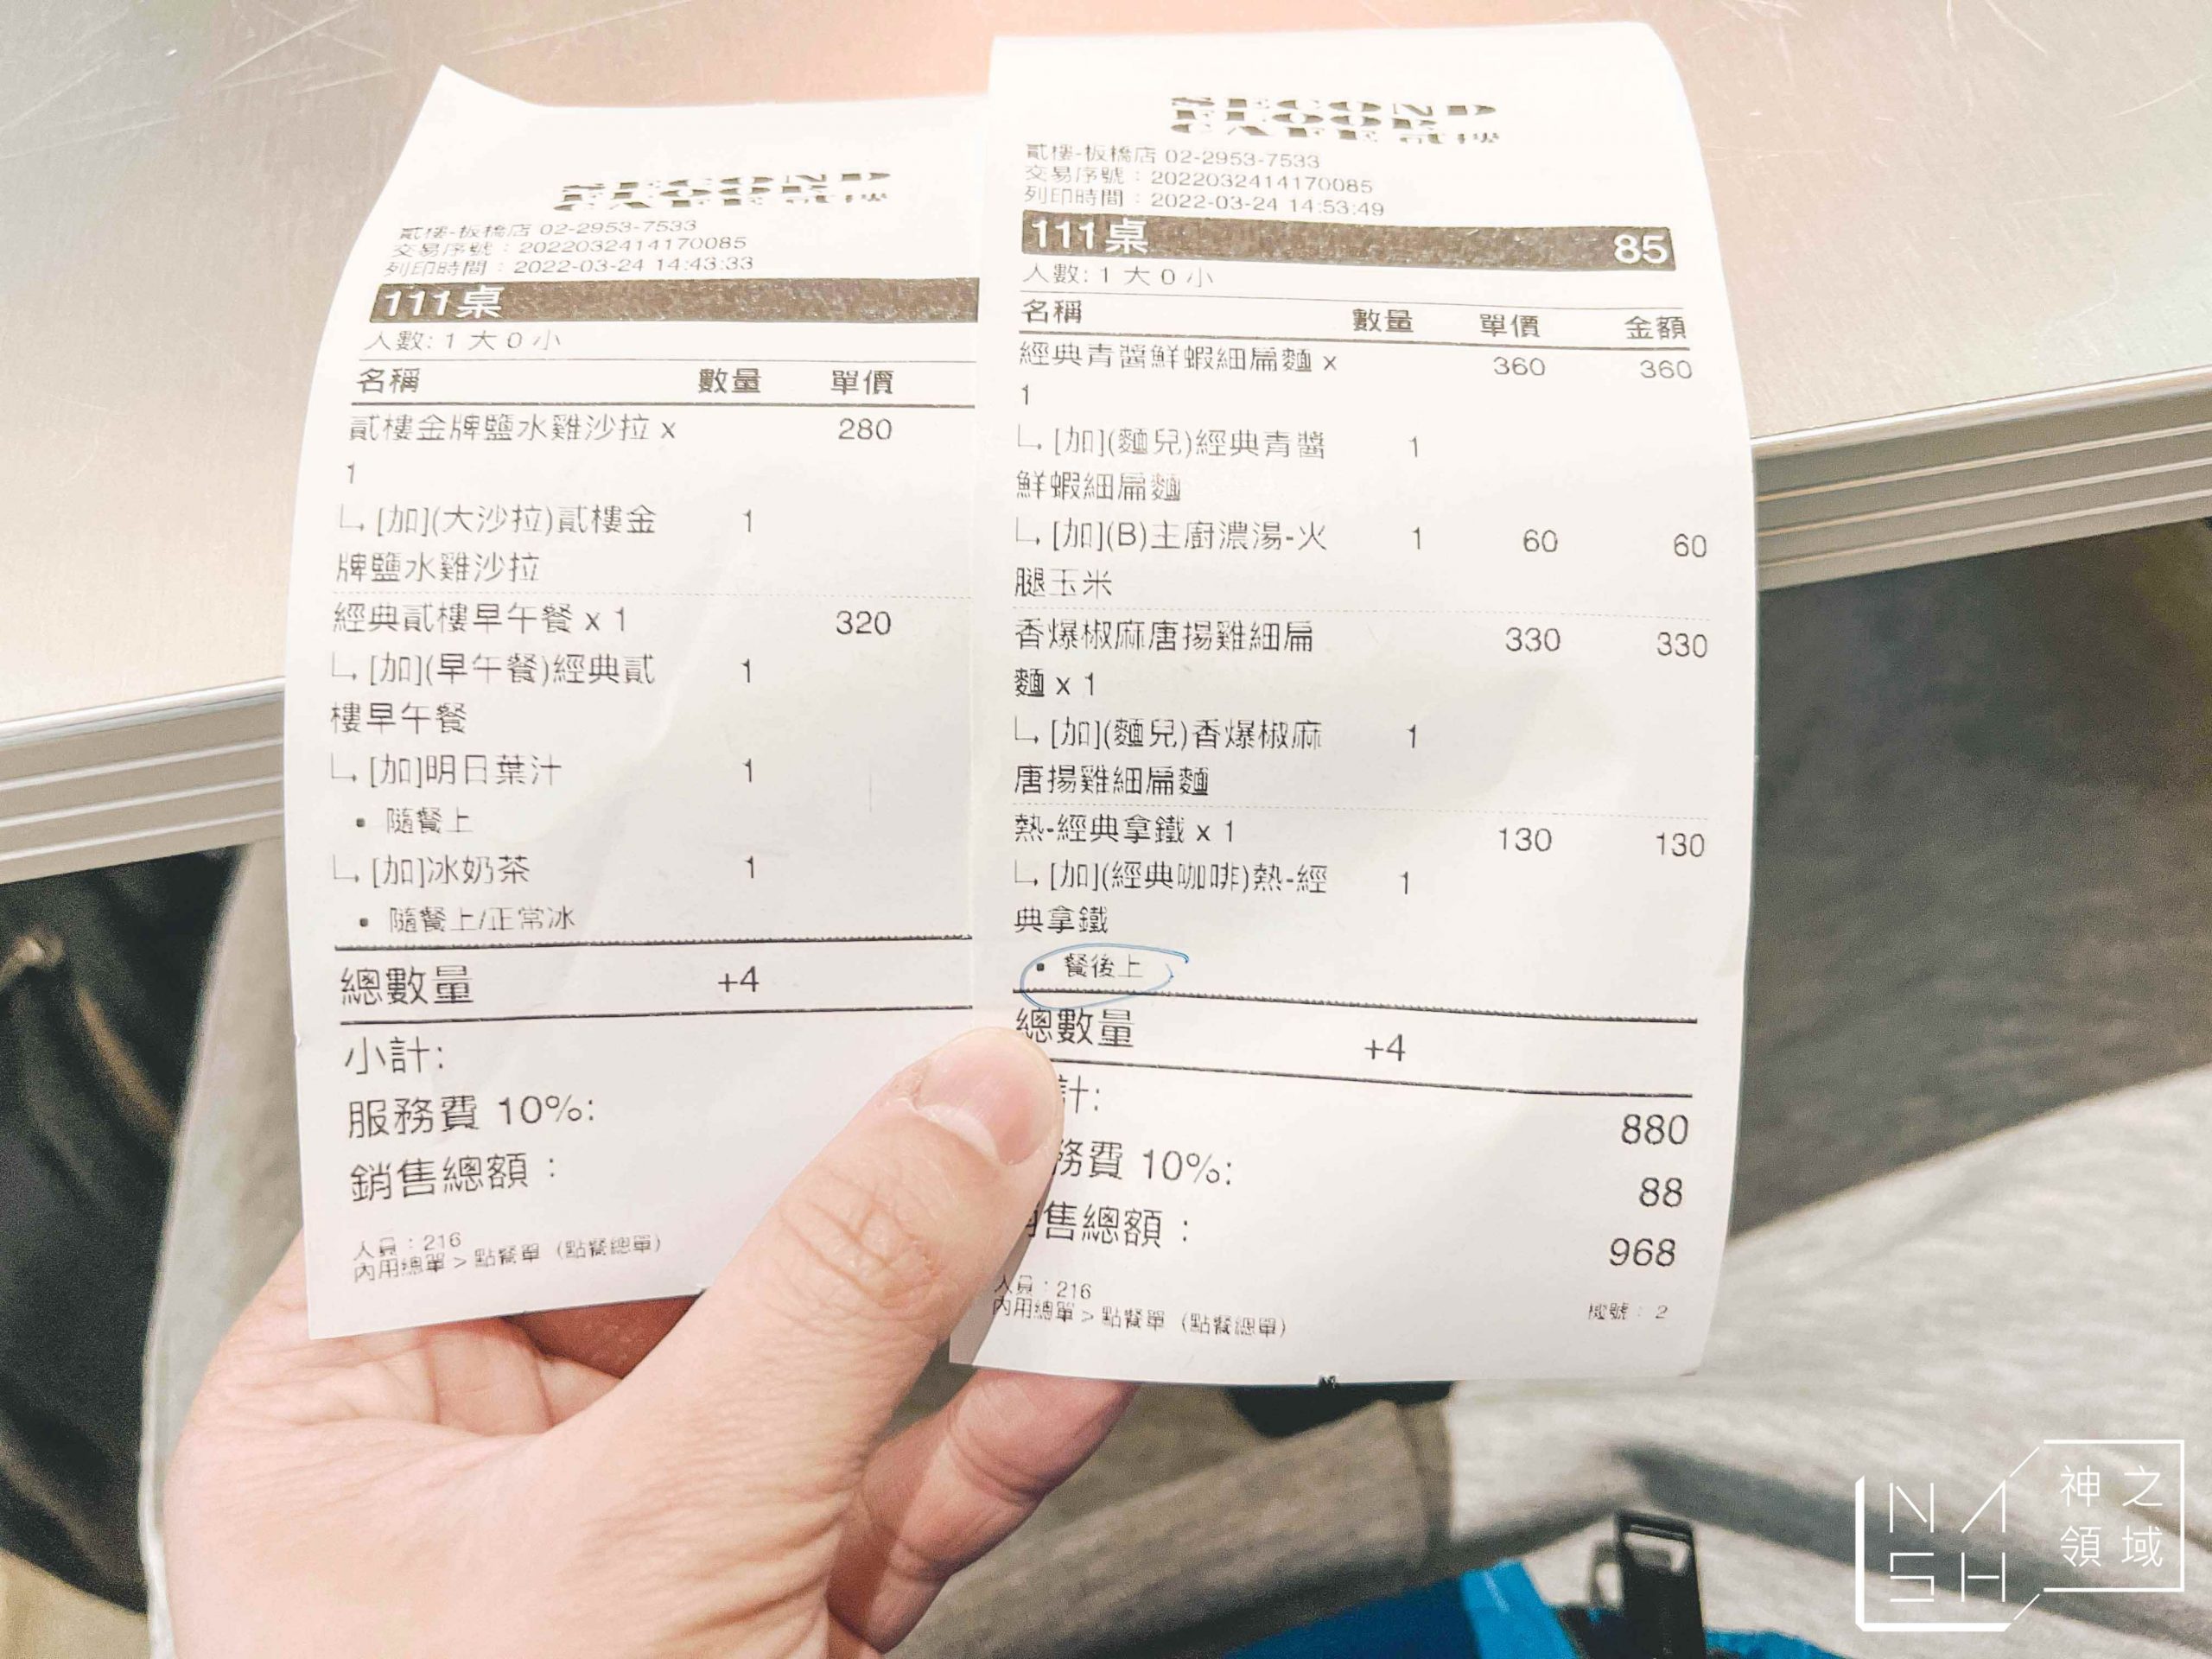 貳樓-板橋店 02-2953-7533
交易序號：2022032414170085
列印時間：2022-03-24 14:43:33
111桌
人數: 1 大 0 小
名稱 數量 單價
貳樓金牌鹽水雞沙拉 x 280
1
[加](大沙拉)貳樓金 1
牌鹽水雞沙拉
經典貳樓早午餐 x 1 320
[加](早午餐)經典貳 1
樓早午餐
[加]明日葉汁 1
• 隨餐上
[加]冰奶茶 1
• 隨餐上/正常冰
總數量 +4
小計:
服務費 10%:
銷售總額：
人員：216
內用總單 > 點餐單（點餐總單）
SECOND
FLOOR
CAFE 貳樓
貳樓-板橋店 02-2953-7533
交易序號：2022032414170085
列印時間：2022-03-24 14:53:49
111桌 85
人數: 1 大 0 小
名稱 數量 單價 金額
經典青醬鮮蝦細扁麵 x 360 360
1
[加](麵兒)經典青醬 1
鮮蝦細扁麵
[加](B)主廚濃湯-火 1 60 60
腿玉米
香爆椒麻唐揚雞細扁 330 330
麵 x 1
[加](麵兒)香爆椒麻 1
唐揚雞細扁麵
熱-經典拿鐵 x 1 130 130
[加](經典咖啡)熱-經 1
典拿鐵
• 餐後上
總數量 +4
計: 880
務費 10%: 88
售總額： 968
人員：216
內用總單 > 點餐單（點餐總單） 機號：2
NASH
神之
領域